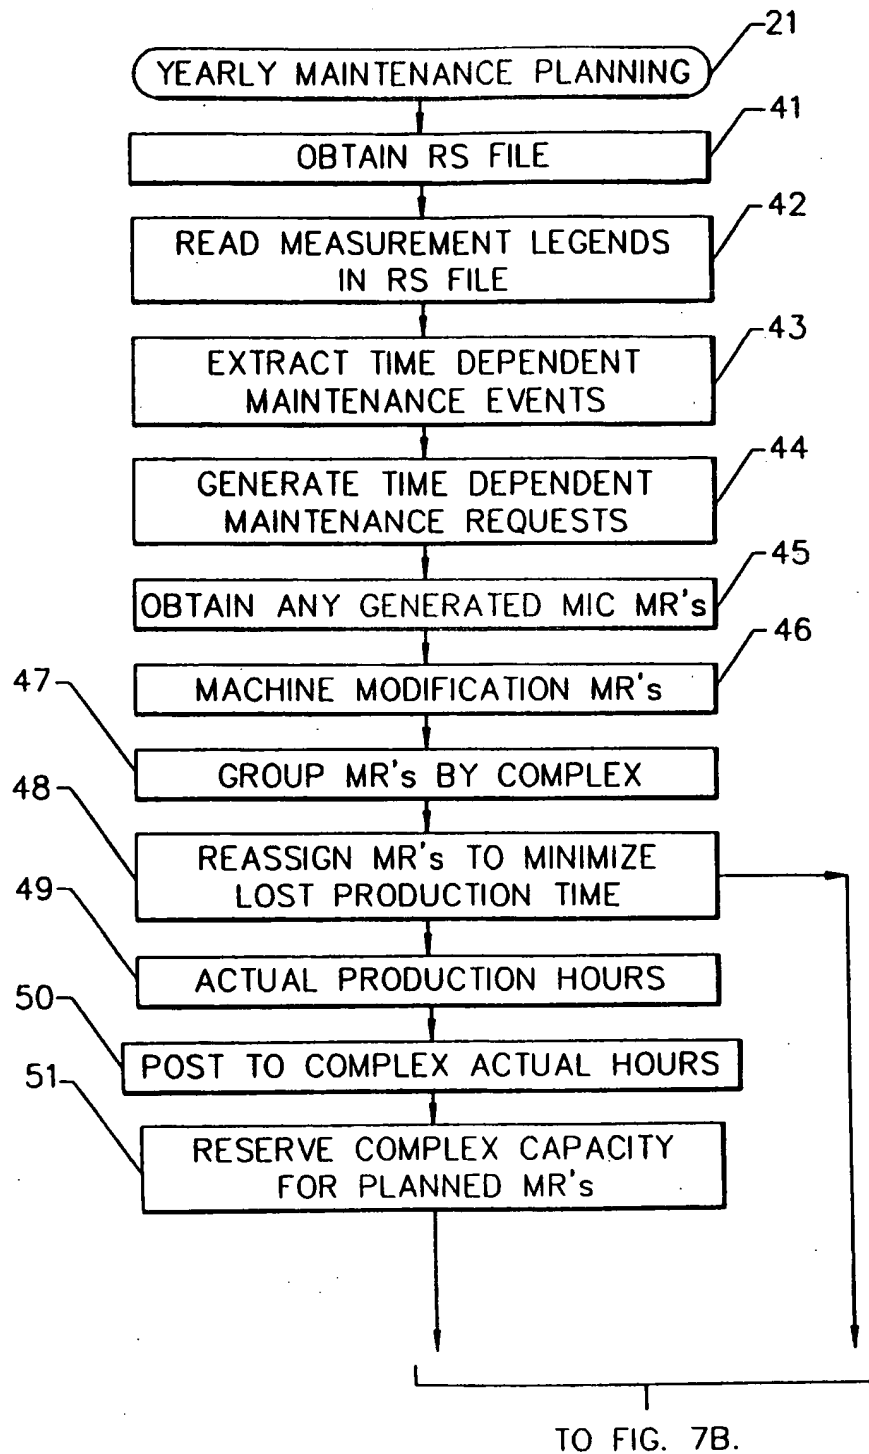 21
YEARLY MAINTENANCE PLANNING
41
OBTAIN RS FILE
42
READ MEASUREMENT LEGENDS
IN RS FILE
43
EXTRACT TIME DEPENDENT
MAINTENANCE EVENTS
44
GENERATE TIME DEPENDENT
MAINTENANCE REQUESTS
45
OBTAIN ANY GENERATED MIC MR's
46
MACHINE MODIFICATION MR's
47
GROUP MR's BY COMPLEX
48
REASSIGN MR's TO MINIMIZE
LOST PRODUCTION TIME
49
ACTUAL PRODUCTION HOURS
50
POST TO COMPLEX ACTUAL HOURS
51
RESERVE COMPLEX CAPACITY
FOR PLANNED MR's
TO FIG. 7B.